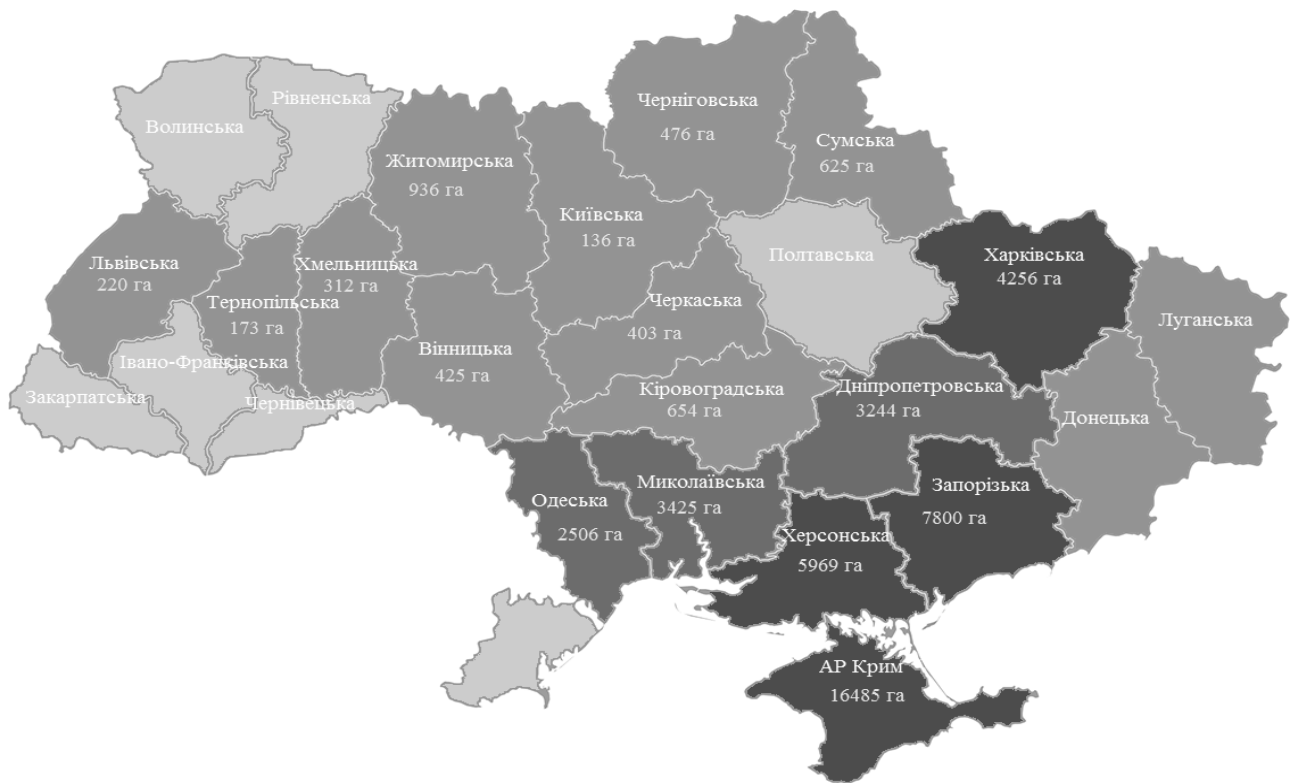 Черніговська
476 га
Сумська
625 га
Рівненська
Волинська
Житомирська
936 га
Київська
136 га
Полтавська
Харківська
4256 га
Львівська
220 га
Хмельницька
312 га
Тернопільська
173 га
Черкаська
403 га
Луганська
Вінницька
425 га
Івано-Франківська
Закарпатська
Чернівецька
Кіровоградська
654 га
Дніпропетровська
3244 га
Донецька
Одеська
2506 га
Миколаївська
3425 га
Запорізька
7800 га
Херсонська
5969 га
АР Крим
16485 га